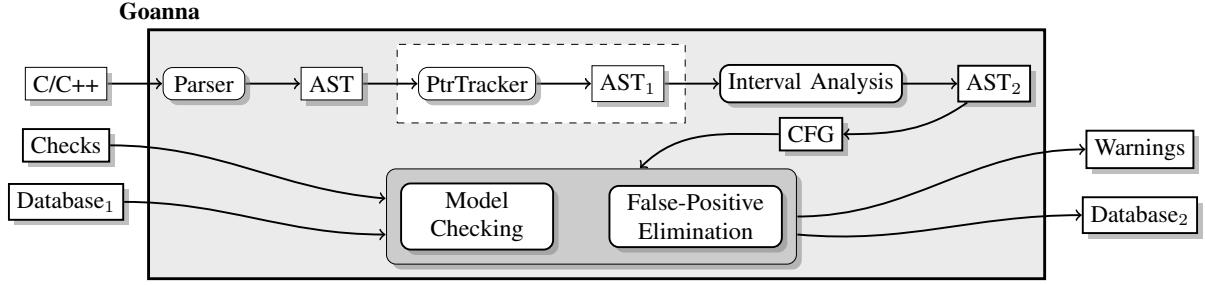 Goanna
C/C++
Parser
AST
PtrTracker
AST₁
Interval Analysis
AST₂
CFG
Checks
Database₁
Model
Checking
False-Positive
Elimination
Warnings
Database₂